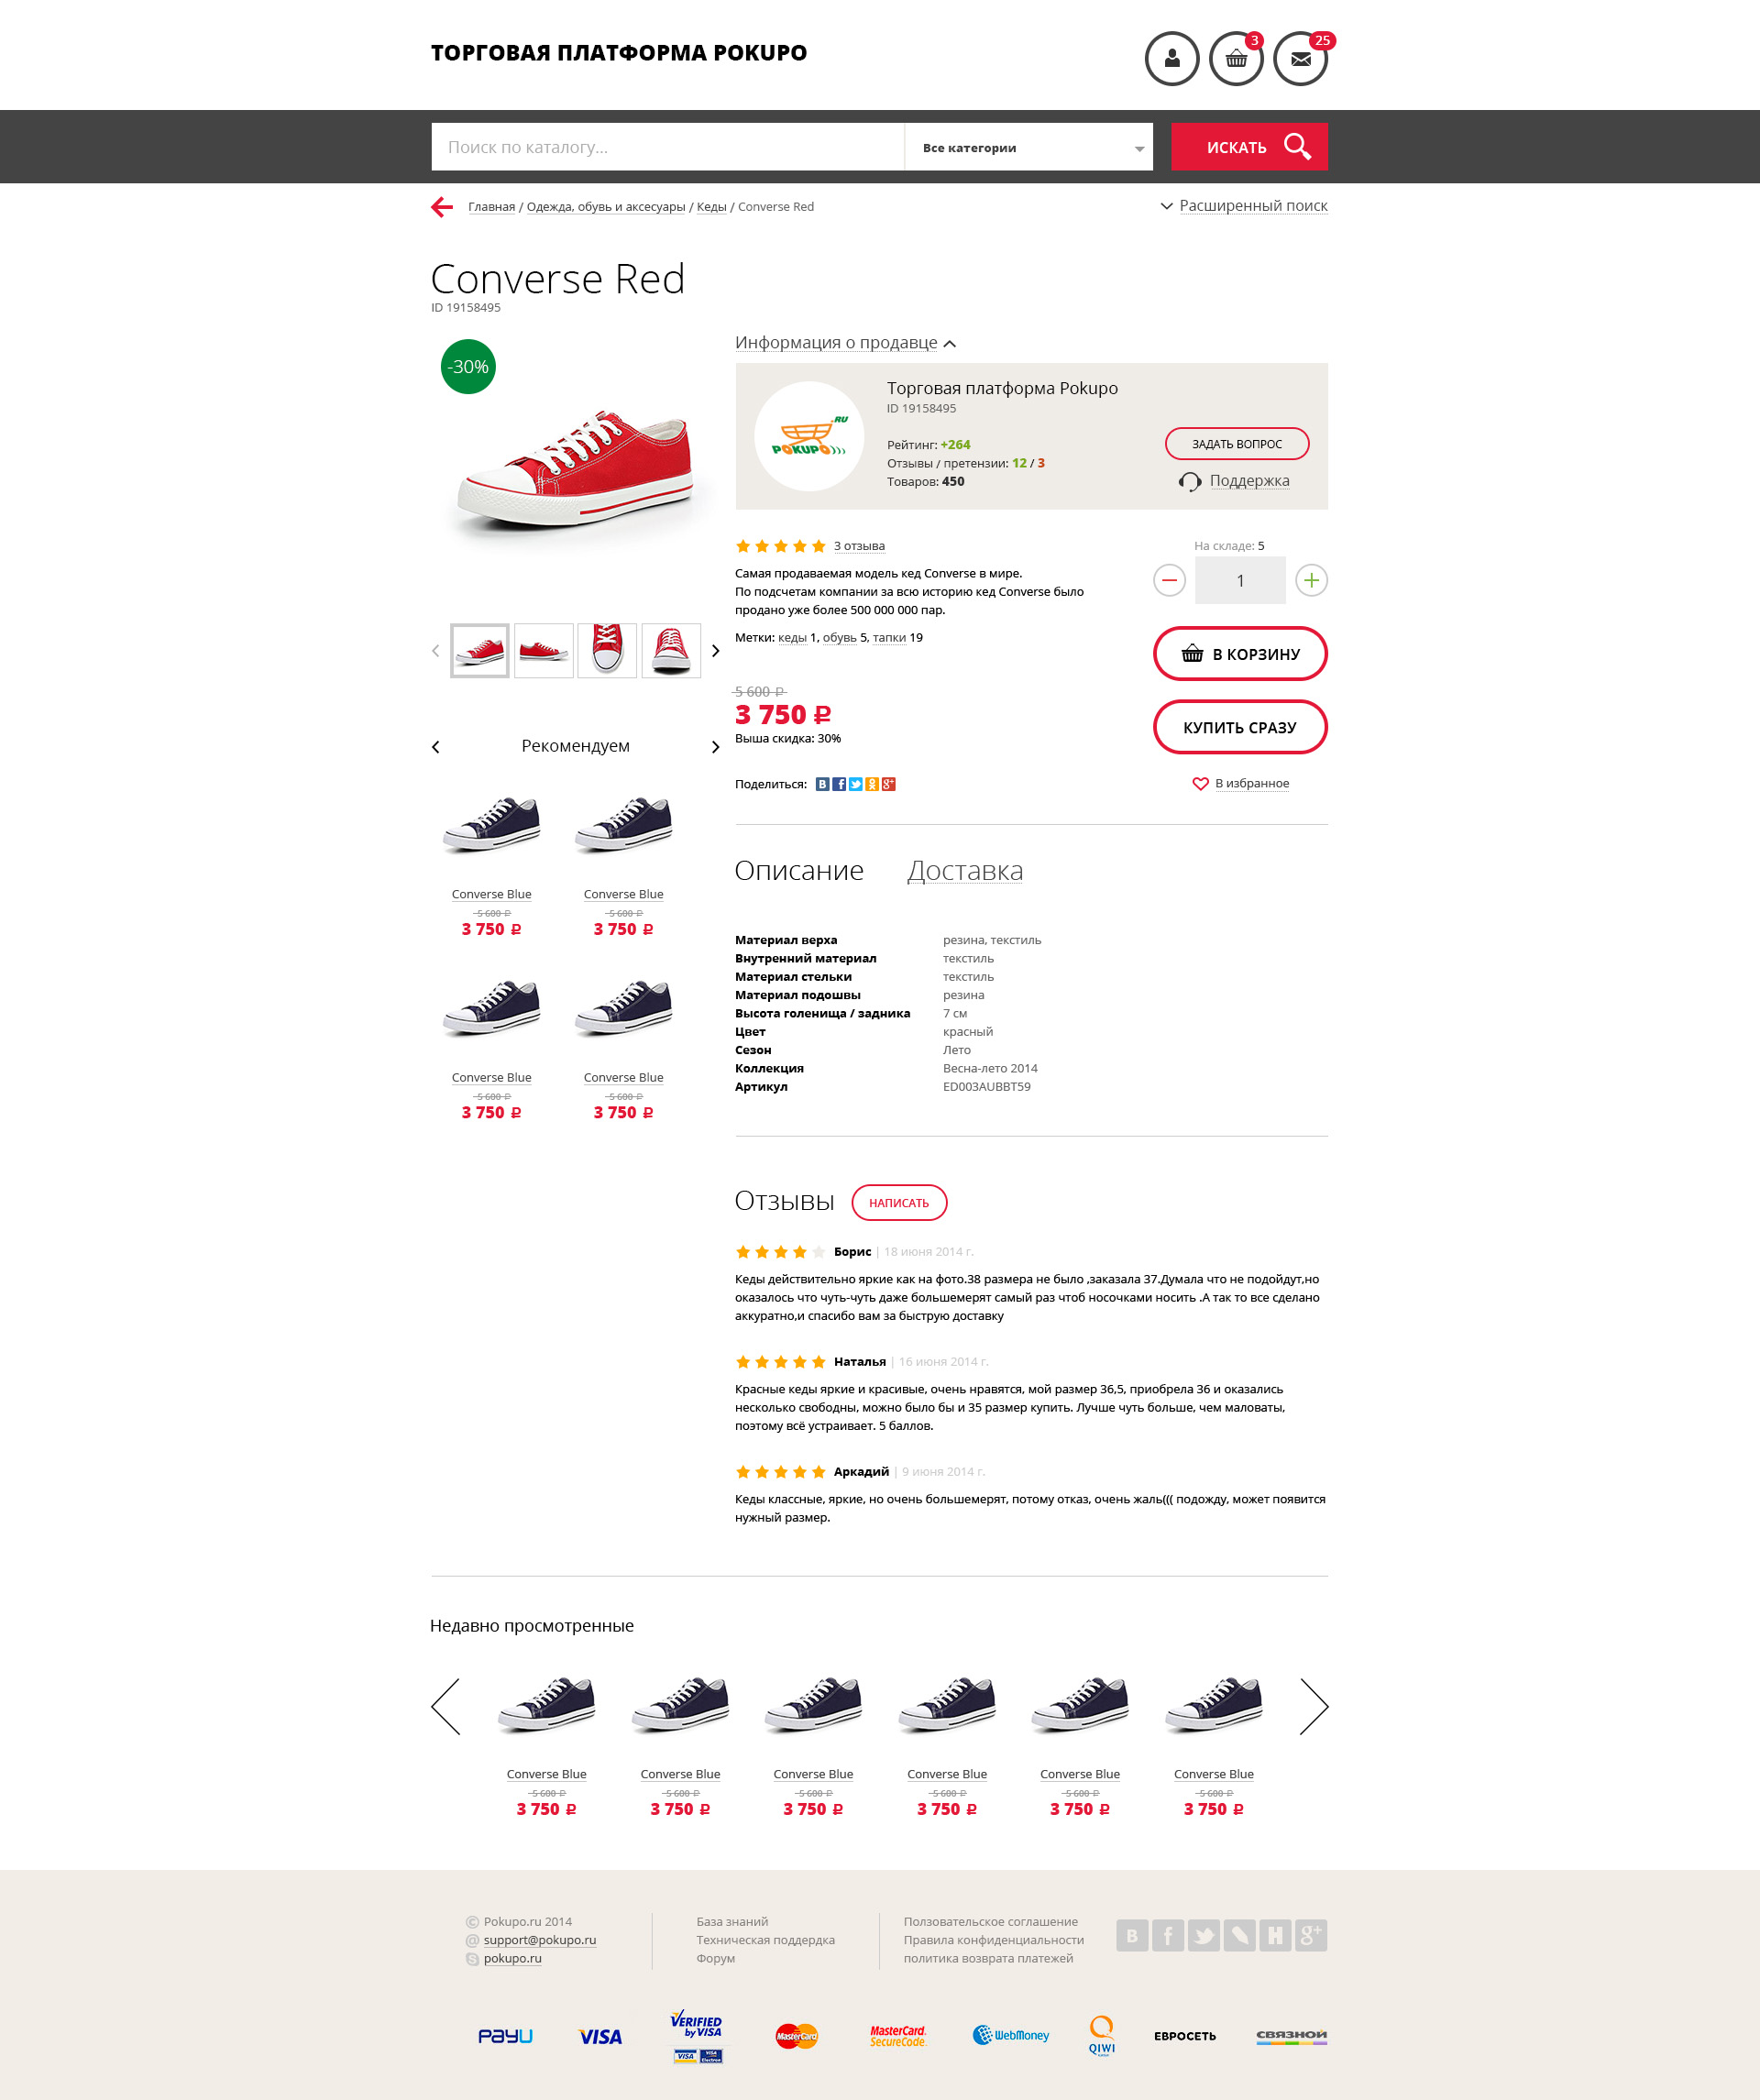 ТОРГОВАЯ ПЛАТФОРМА POKUPO
3
25
Поиск по каталогу...
Все категории
ИСКАТЬ
Главная / Одежда, обувь и аксесуары / Кеды / Converse Red
Расширенный поиск
Converse Red
ID 19158495
-30%
Информация о продавце
POKUPO.RU
Торговая платформа Pokupo
ID 19158495
Рейтинг: +264
Отзывы / претензии: 12 / 3
Товаров: 450
ЗАДАТЬ ВОПРОС
Поддержка
3 отзыва
Самая продаваемая модель кед Converse в мире.
По подсчетам компании за всю историю кед Converse было
продано уже более 500 000 000 пар.
Метки: кеды 1, обувь 5, тапки 19
На складе: 5
1
В КОРЗИНУ
КУПИТЬ СРАЗУ
В избранное
5 600 ₽
3 750 ₽
Выша скидка: 30%
Поделиться:
Рекомендуем
Converse Blue
5 600 ₽
3 750 ₽
Converse Blue
5 600 ₽
3 750 ₽
Converse Blue
5 600 ₽
3 750 ₽
Converse Blue
5 600 ₽
3 750 ₽
Описание
Доставка
Материал верха резина, текстиль
Внутренний материал текстиль
Материал стельки текстиль
Материал подошвы резина
Высота голенища / задника 7 см
Цвет красный
Сезон Лето
Коллекция Весна-лето 2014
Артикул ED003AUBBT59
Отзывы
НАПИСАТЬ
Борис | 18 июня 2014 г.
Кеды действительно яркие как на фото.38 размера не было ,заказала 37.Думала что не подойдут,но
оказалось что чуть-чуть даже большемерят самый раз чтоб носочками носить .А так то все сделано
аккуратно,и спасибо вам за быструю доставку
Наталья | 16 июня 2014 г.
Красные кеды яркие и красивые, очень нравятся, мой размер 36,5, приобрела 36 и оказались
несколько свободны, можно было бы и 35 размер купить. Лучше чуть больше, чем маловаты,
поэтому всё устраивает. 5 баллов.
Аркадий | 9 июня 2014 г.
Кеды классные, яркие, но очень большемерят, потому отказ, очень жаль((( подожду, может появится
нужный размер.
Недавно просмотренные
Converse Blue
5 600 ₽
3 750 ₽
Converse Blue
5 600 ₽
3 750 ₽
Converse Blue
5 600 ₽
3 750 ₽
Converse Blue
5 600 ₽
3 750 ₽
Converse Blue
5 600 ₽
3 750 ₽
Converse Blue
5 600 ₽
3 750 ₽
© Pokupo.ru 2014
@ support@pokupo.ru
pokupo.ru
База знаний
Техническая поддердка
Форум
Ползовательское соглашение
Правила конфиденциальности
политика возврата платежей
PayU
VISA
VERIFIED
by VISA
VISA
VISA
Electron
MasterCard
MasterCard.
SecureCode.
WebMoney
QIWI
ЕВРОСЕТЬ
СВЯЗНОЙ